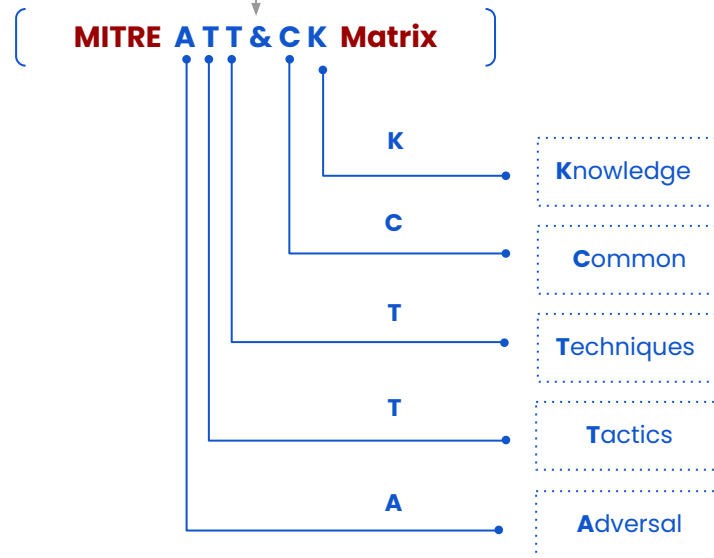 MITRE ATT&CK Matrix
K
Knowledge
C
Common
T
Techniques
T
Tactics
A
Adversal